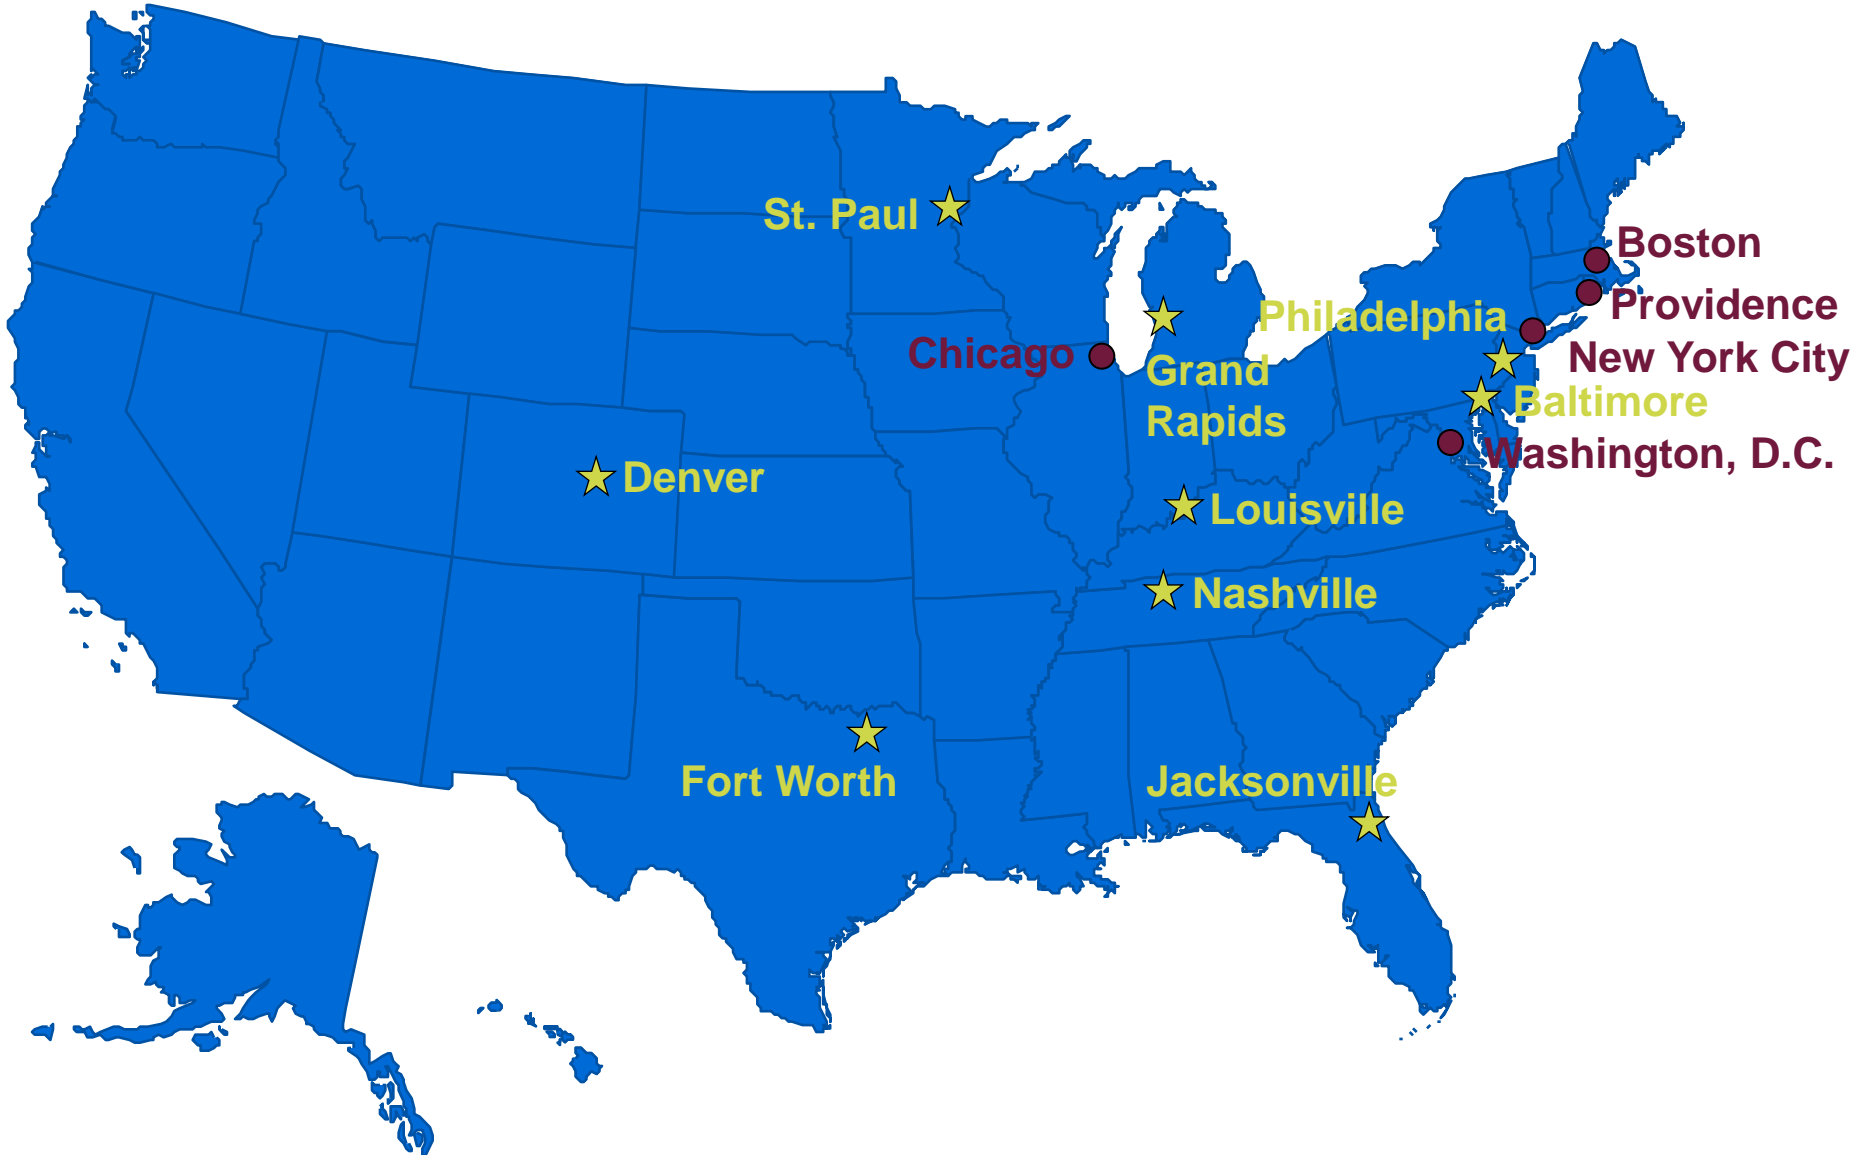 St. Paul
Boston
Providence
Philadelphia
New York City
Chicago
Grand
Rapids
Baltimore
Washington, D.C.
Denver
Louisville
Nashville
Fort Worth
Jacksonville